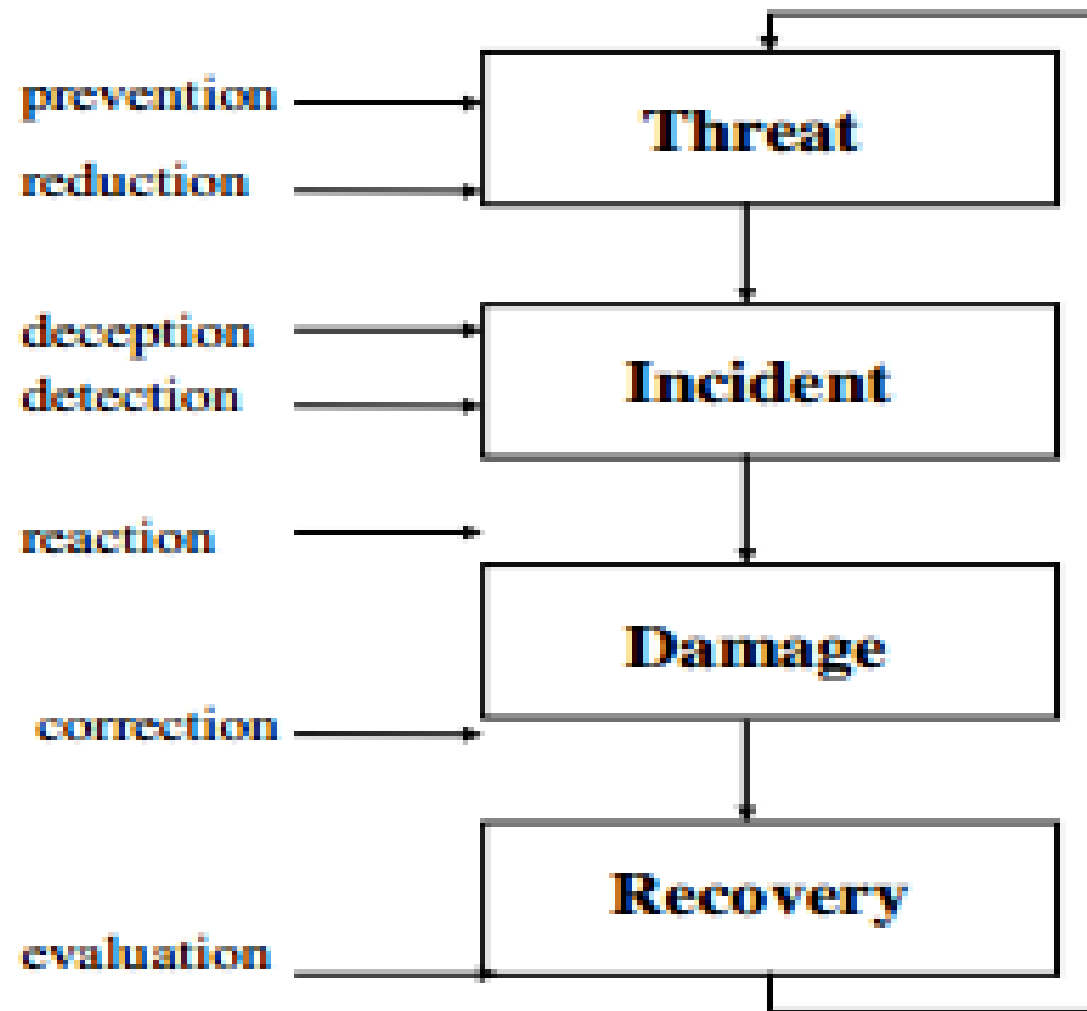 prevention
Threat
reduction
deception
Incident
detection
reaction
Damage
correction
Recovery
evaluation